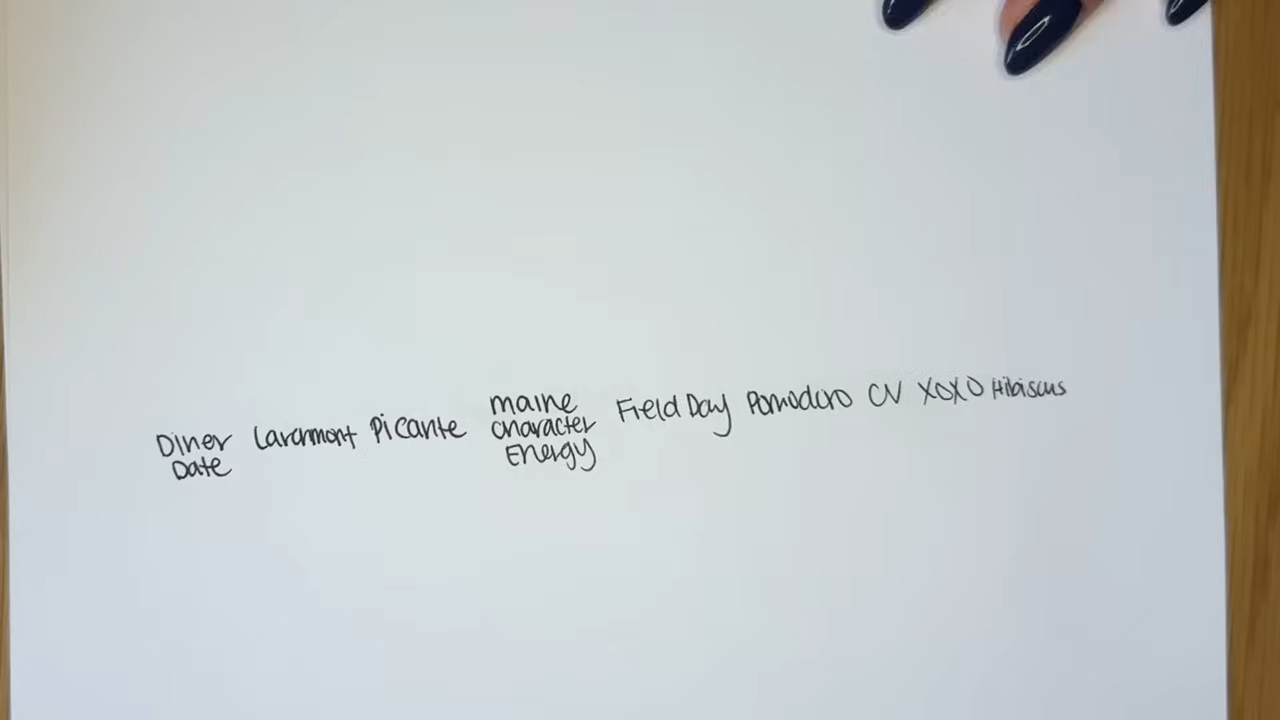 Diner Date
Larchmont
Picante
maine character Energy
Field Day
Pomodoro
CV
XOXO
Hibiscus